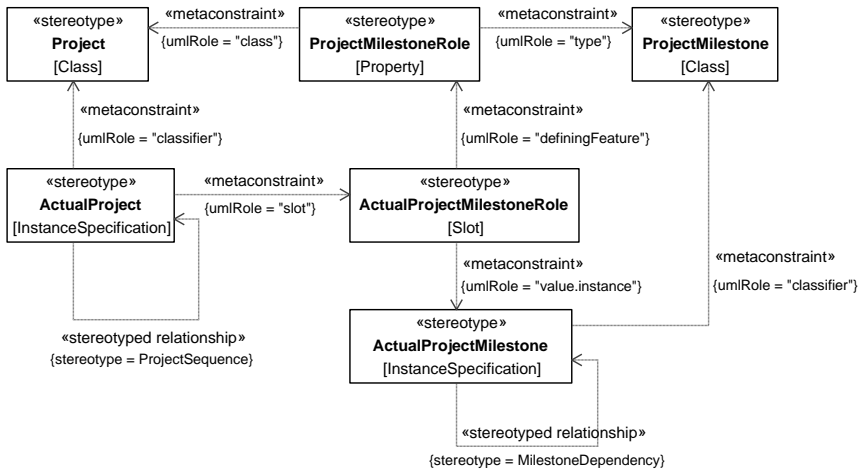 «metaconstraint»
«metaconstraint»
«stereotype»
Project
[Class]
{umlRole = "class"}
«stereotype»
ProjectMilestoneRole
[Property]
{umlRole = "type"}
«stereotype»
ProjectMilestone
[Class]
«metaconstraint»
{umlRole = "classifier"}
«metaconstraint»
{umlRole = "definingFeature"}
«stereotype»
ActualProject
[InstanceSpecification]
«metaconstraint»
{umlRole = "slot"}
«stereotype»
ActualProjectMilestoneRole
[Slot]
«metaconstraint»
{umlRole = "value.instance"}
«metaconstraint»
{umlRole = "classifier"}
«stereotyped relationship»
{stereotype = ProjectSequence}
«stereotype»
ActualProjectMilestone
[InstanceSpecification]
«stereotyped relationship»
{stereotype = MilestoneDependency}